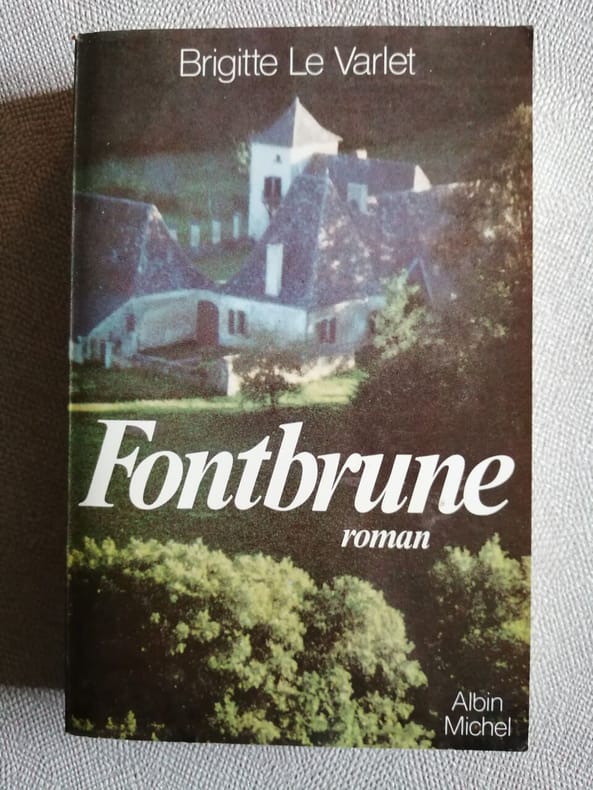 Brigitte Le Varlet
Fontbrune
roman
Albin
Michel